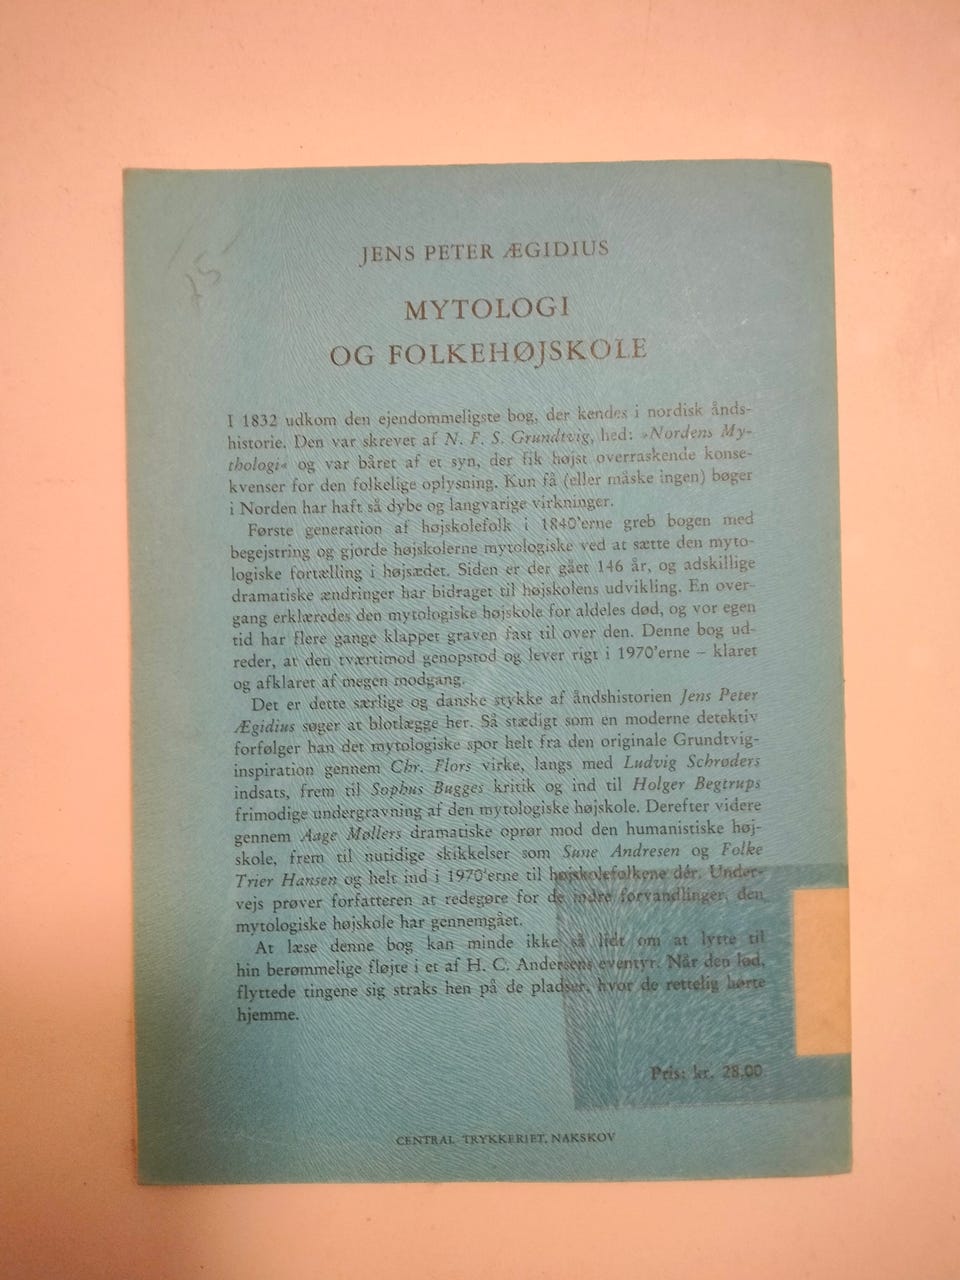 75
JENS PETER ÆGIDIUS
MYTOLOGI
OG FOLKEHØJSKOLE
I 1832 udkom den ejendommeligste bog, der kendes i nordisk ånds-
historie. Den var skrevet af N. F. S. Grundtvig, hed: »Nordens My-
thologi« og var båret af et syn, der fik højst overraskende konse-
kvenser for den folkelige oplysning. Kun få (eller måske ingen) bøger
i Norden har haft så dybe og langvarige virkninger.
Første generation af højskolefolk i 1840'erne greb bogen med
begejstring og gjorde højskolerne mytologiske ved at sætte den myto-
logiske fortælling i højsædet. Siden er der gået 146 år, og adskillige
dramatiske ændringer har bidraget til højskolens udvikling. En over-
gang erklæredes den mytologiske højskole for aldeles død, og vor egen
tid har flere gange klappet graven fast til over den. Denne bog ud-
reder, at den tværtimod genopstod og lever rigt i 1970'erne – klaret
og afklaret af megen modgang.
Det er dette særlige og danske stykke af åndshistorien Jens Peter
Ægidius søger at blotlægge her. Så stædigt som en moderne detektiv
forfølger han det mytologiske spor helt fra den originale Grundtvig-
inspiration gennem Chr. Flors virke, langs med Ludvig Schrøders
indsats, frem til Sophus Bugges kritik og ind til Holger Begtrups
frimodige undergravning af den mytologiske højskole. Derefter videre
gennem Aage Møllers dramatiske oprør mod den humanistiske høj-
skole, frem til nutidige skikkelser som Sune Andresen og Folke
Trier Hansen og helt ind i 1970'erne til højskolefolkene dér. Under-
vejs prøver forfatteren at redegøre for de indre forvandlinger, den
mytologiske højskole har gennemgået.
At læse denne bog kan minde ikke så lidt om at lytte til
hin berømmelige fløjte i et af H. C. Andersens eventyr. Når den lød,
flyttede tingene sig straks hen på de pladser, hvor de rettelig hørte
hjemme.
Pris: kr. 28.00
CENTRAL TRYKKERIET, NAKSKOV